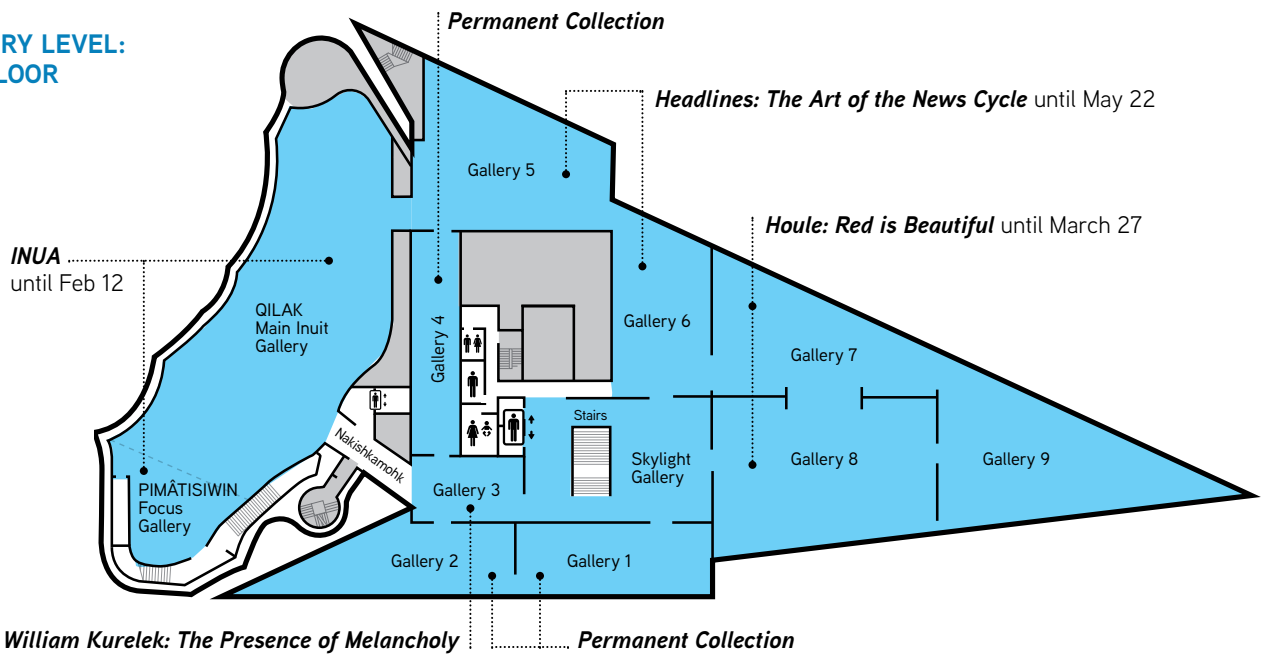 RY LEVEL:
LOOR
Permanent Collection
Headlines: The Art of the News Cycle until May 22
Gallery 5
Houle: Red is Beautiful until March 27
INUA
until Feb 12
QILAK
Main Inuit
Gallery
Gallery 4
Gallery 6
Gallery 7
Stairs
Nakishkamohk
Skylight
Gallery
Gallery 8
Gallery 9
PIMÂTISIWIN
Focus
Gallery
Gallery 3
Gallery 2
Gallery 1
William Kurelek: The Presence of Melancholy
Permanent Collection